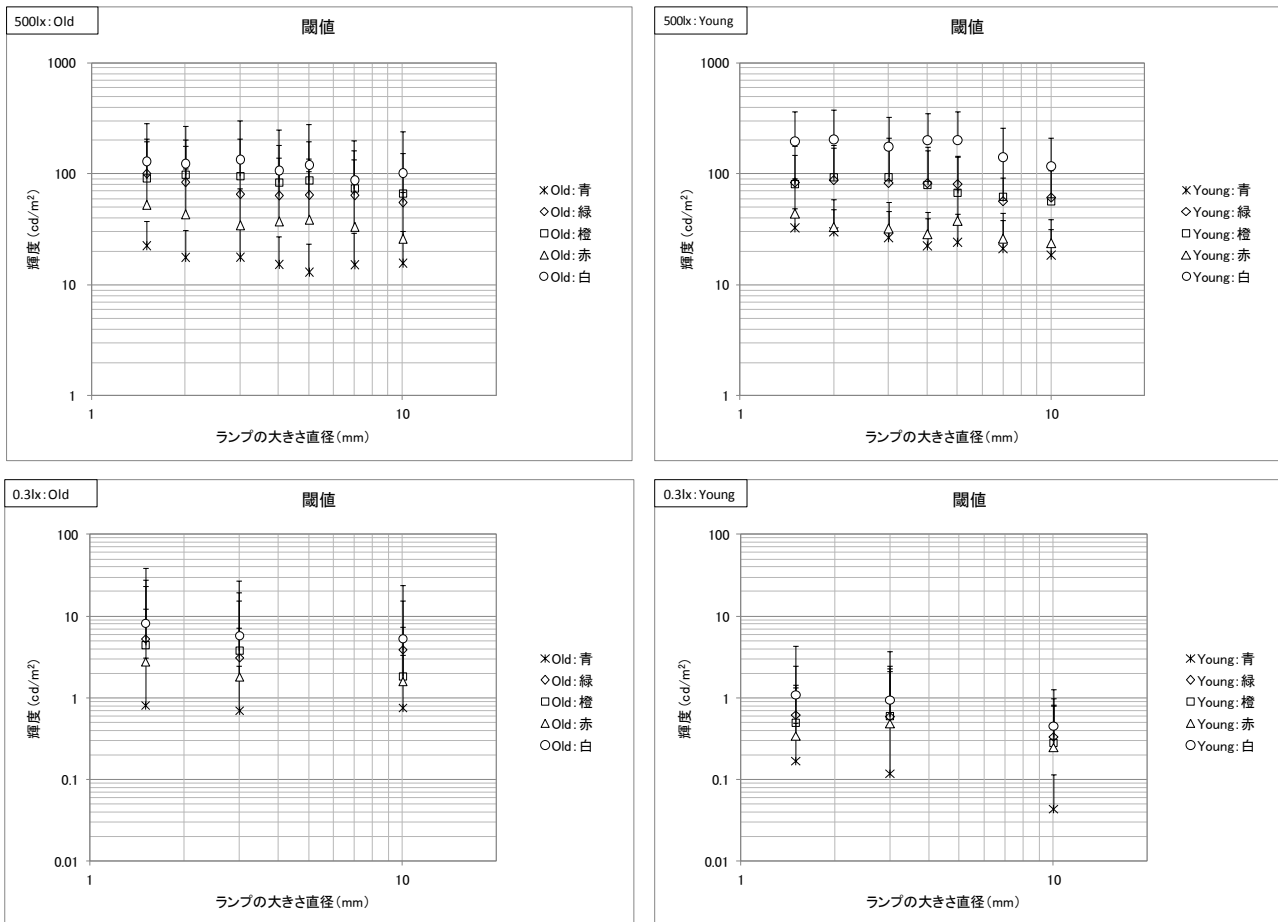 500lx：Old
閾値
1000
100
10
1
輝度（cd/m²）
1
10
ランプの大きさ直径（mm）
Old：青
Old：緑
Old：橙
Old：赤
Old：白
500lx：Young
閾値
1000
100
10
1
輝度（cd/m²）
1
10
ランプの大きさ直径（mm）
Young：青
Young：緑
Young：橙
Young：赤
Young：白
0.3lx：Old
閾値
100
10
1
0.1
0.01
輝度（cd/m²）
1
10
ランプの大きさ直径（mm）
Old：青
Old：緑
Old：橙
Old：赤
Old：白
0.3lx：Young
閾値
100
10
1
0.1
0.01
輝度（cd/m²）
1
10
ランプの大きさ直径（mm）
Young：青
Young：緑
Young：橙
Young：赤
Young：白